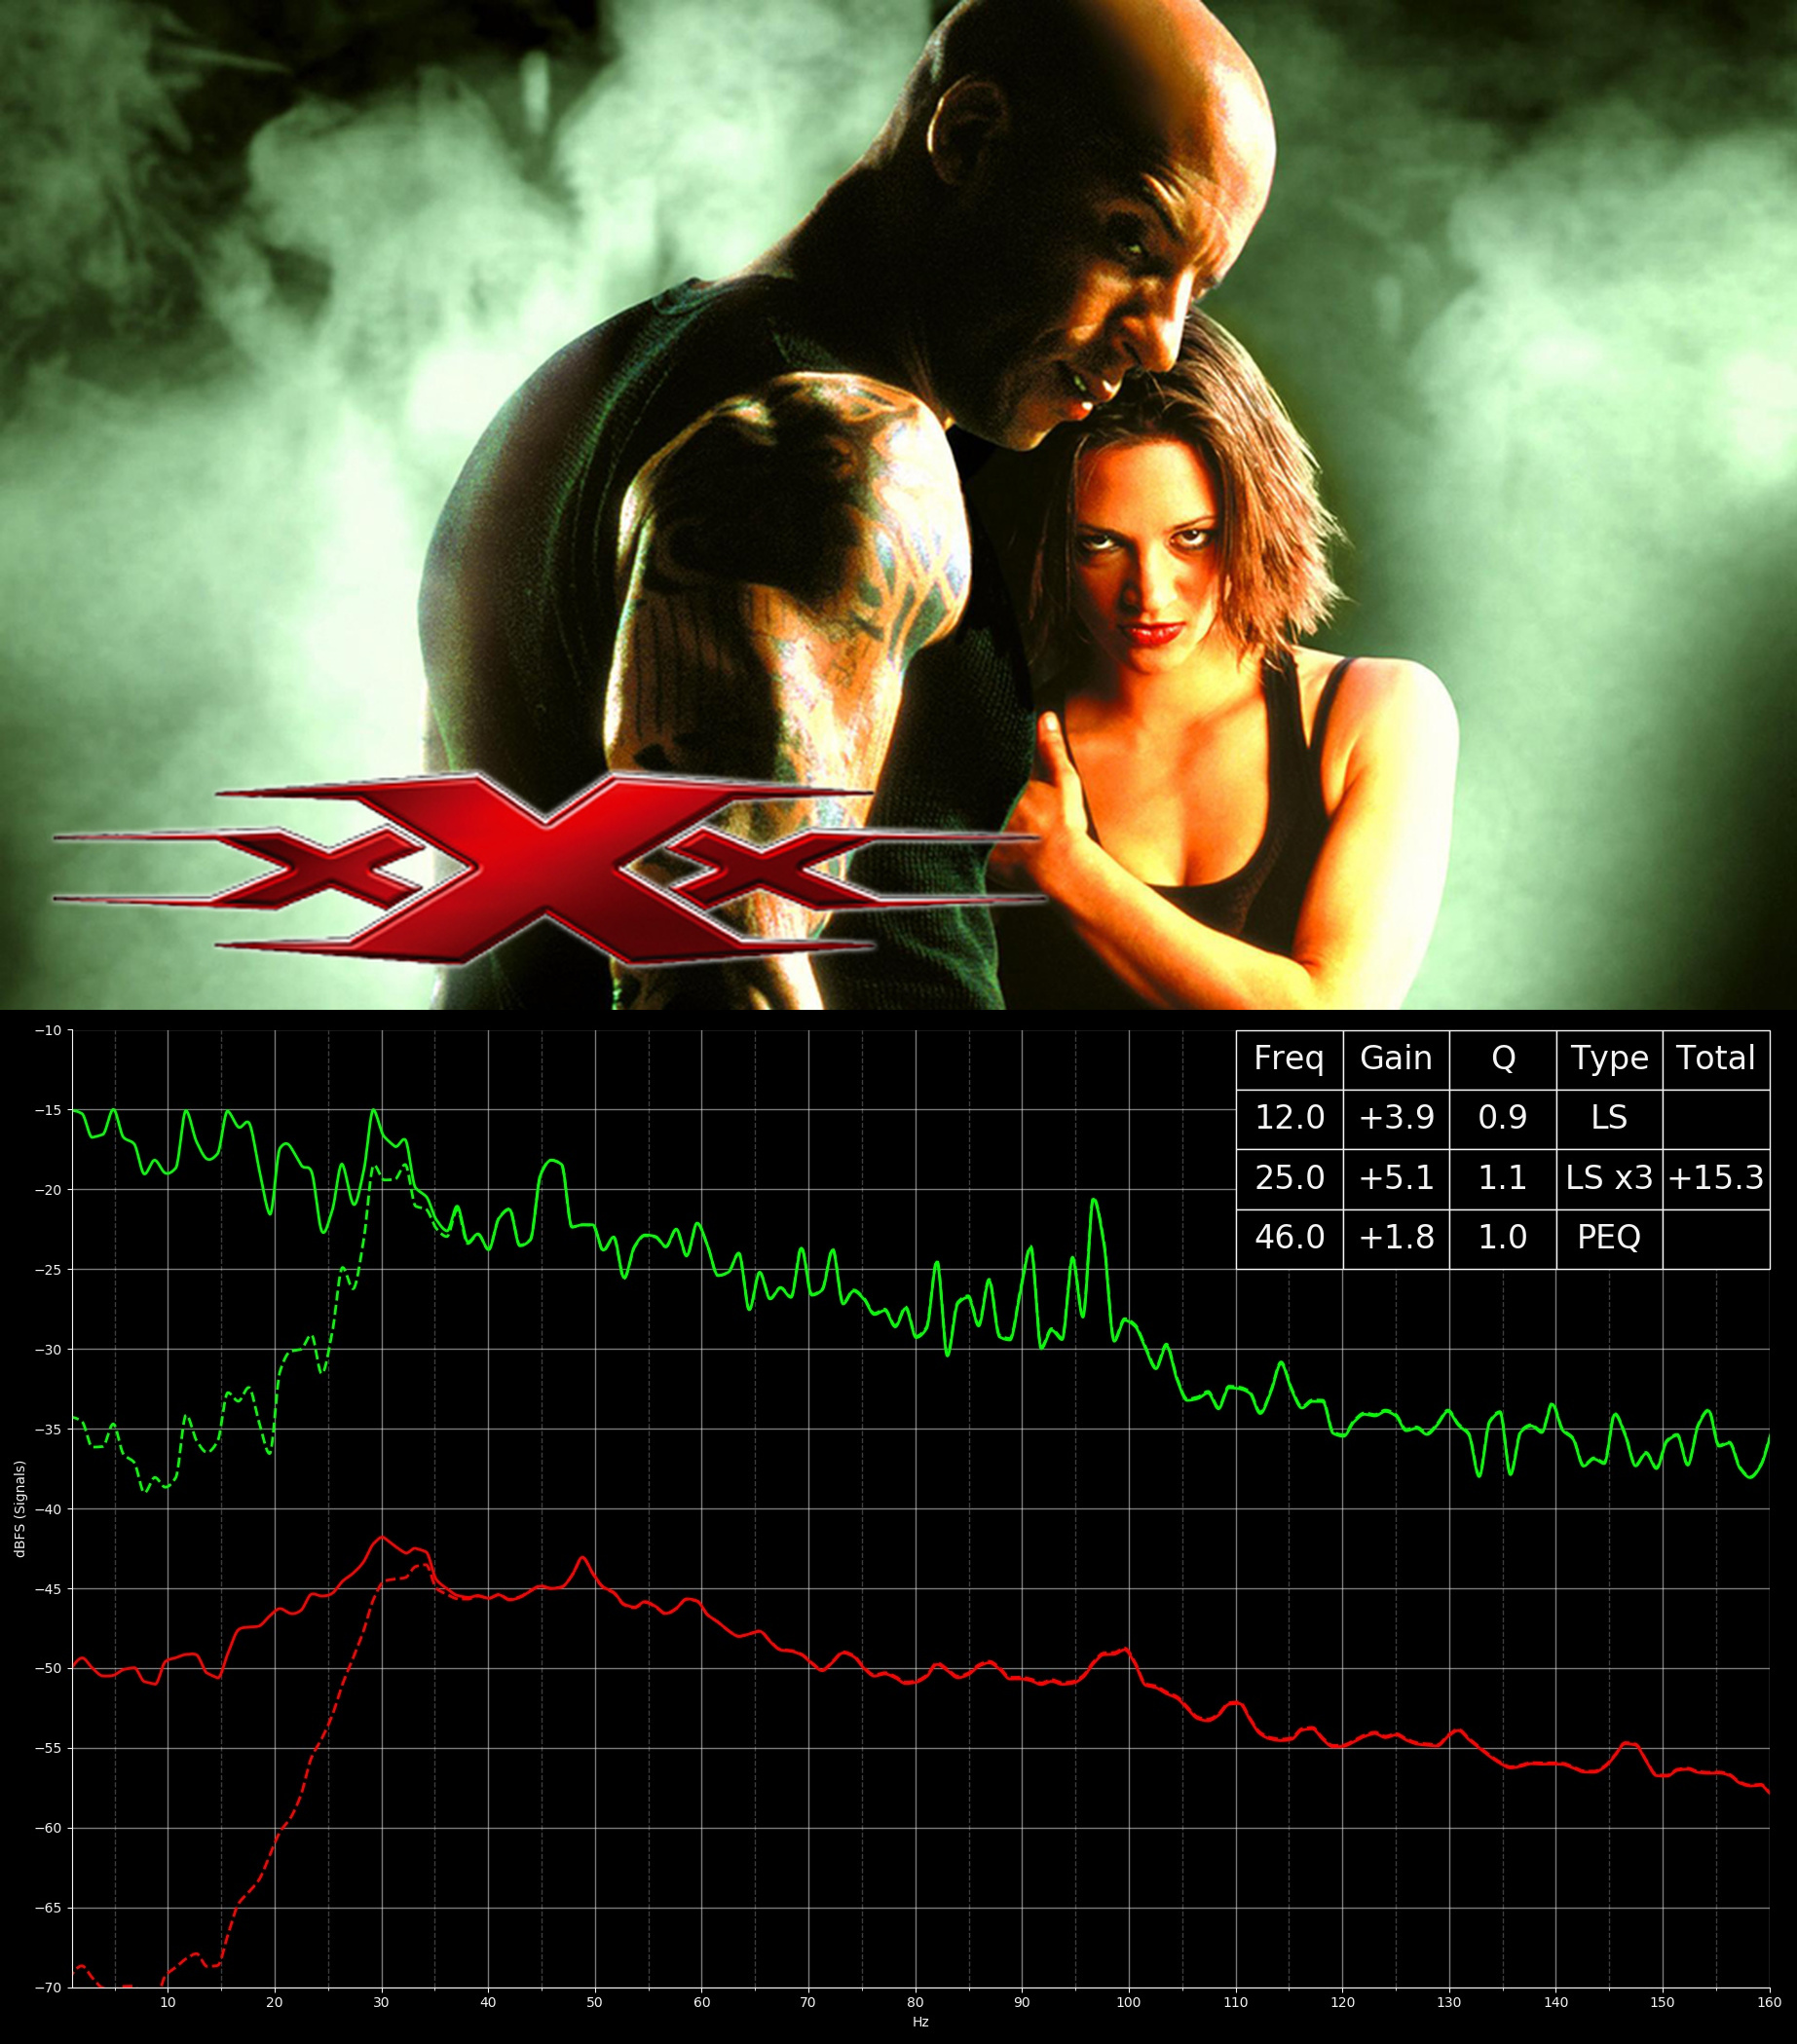 xXx
Freq Gain Q Type Total
12.0 +3.9 0.9 LS
25.0 +5.1 1.1 LS x3 +15.3
46.0 +1.8 1.0 PEQ
−10
−15
−20
−25
−30
−35
−40
−45
−50
−55
−60
−65
−70
dBFS (Signals)
10 20 30 40 50 60 70 80 90 100 110 120 130 140 150 160
Hz